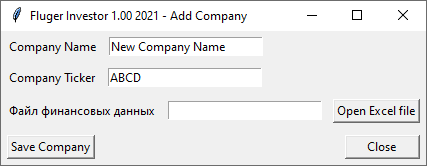 Fluger Investor 1.00 2021 - Add Company
Company Name New Company Name
Company Ticker ABCD
Файл финансовых данных Open Excel file
Save Company Close